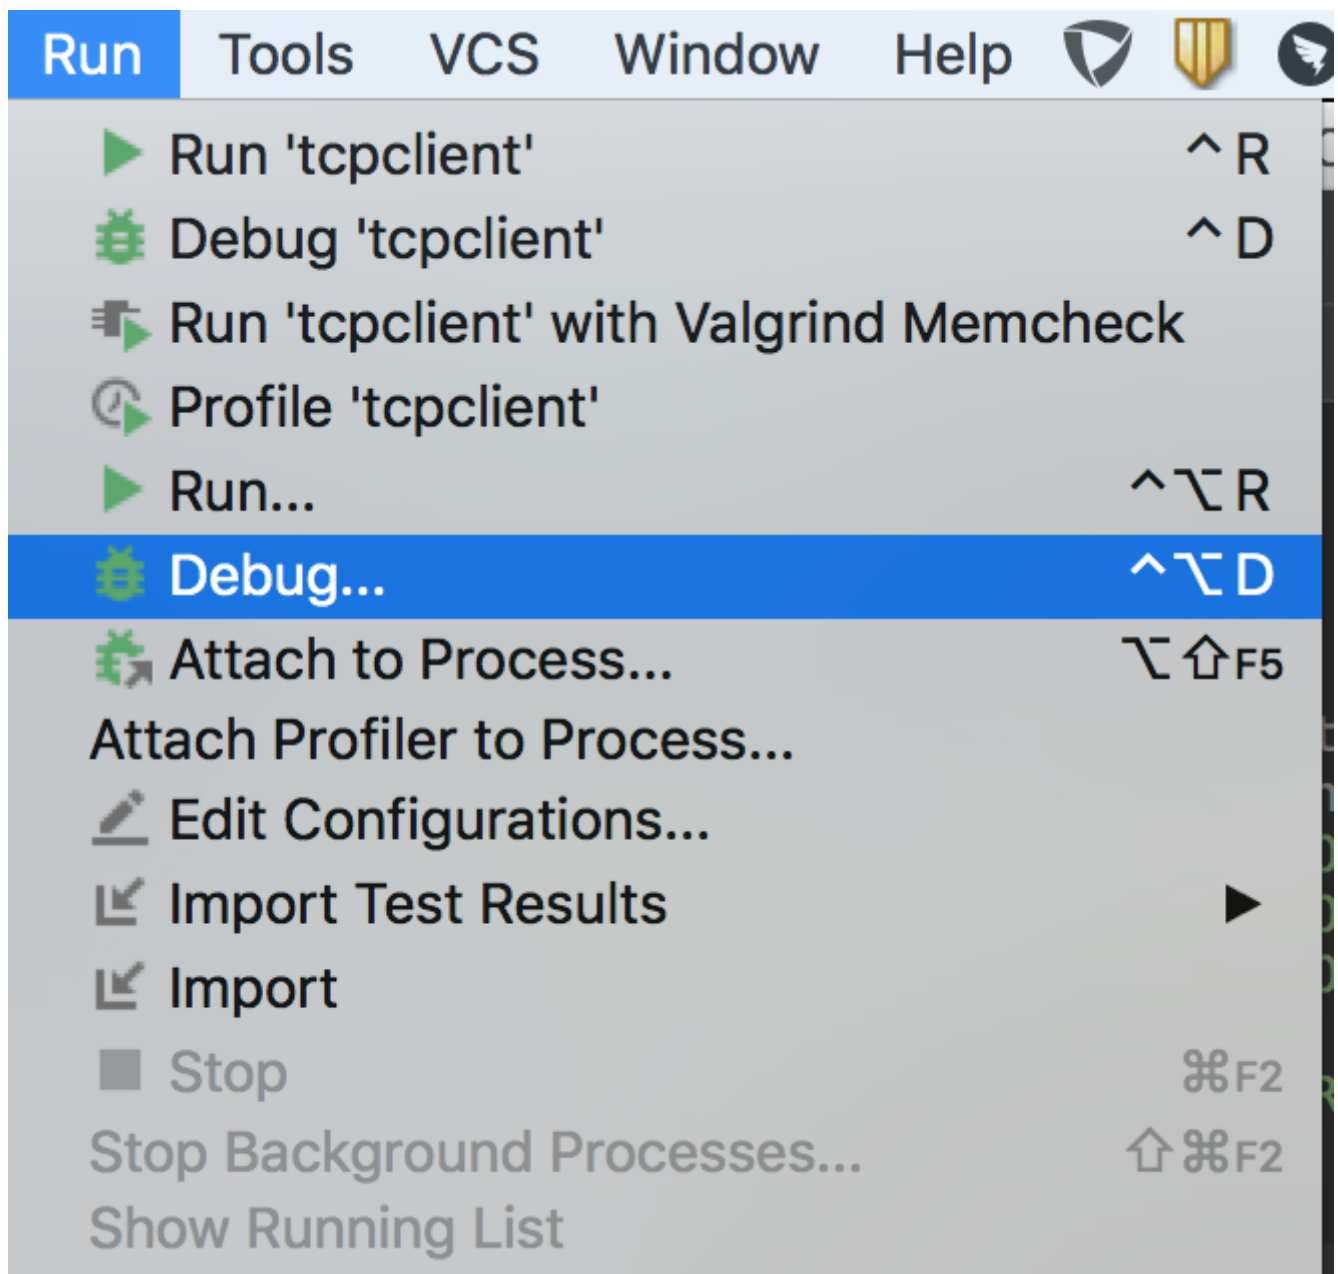 Run Tools VCS Window Help
Run 'tcpclient' ^ R
Debug 'tcpclient' ^ D
Run 'tcpclient' with Valgrind Memcheck
Profile 'tcpclient'
Run... ^⌥ R
Debug... ^⌥ D
Attach to Process... ⌥⇧F5
Attach Profiler to Process...
Edit Configurations...
Import Test Results ▶
Import
Stop ⌘F2
Stop Background Processes... ⇧⌘F2
Show Running List